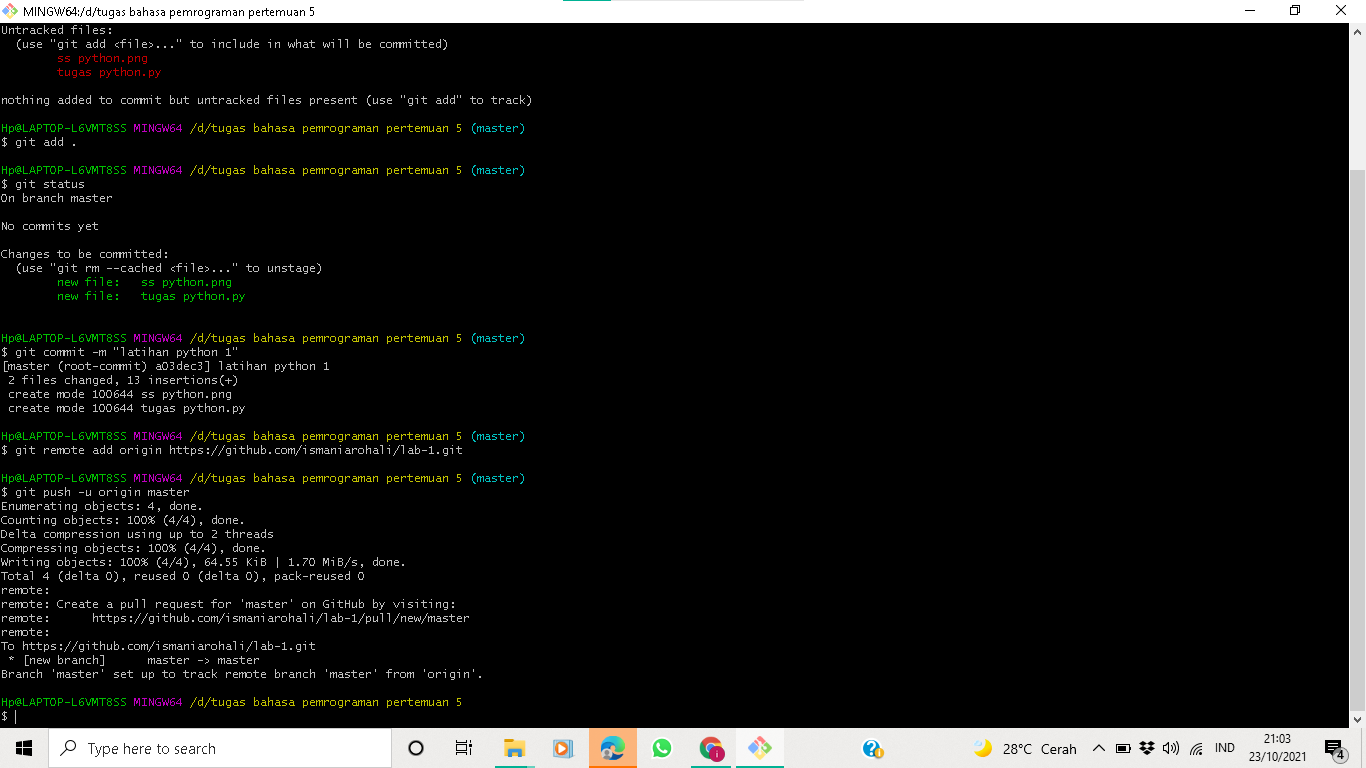 MINGW64:/d/tugas bahasa pemrograman pertemuan 5
Untracked files:
  (use "git add <file>..." to include in what will be committed)
        ss python.png
        tugas python.py

nothing added to commit but untracked files present (use "git add" to track)

Hp@LAPTOP-L6VMT8SS MINGW64 /d/tugas bahasa pemrograman pertemuan 5 (master)
$ git add .

Hp@LAPTOP-L6VMT8SS MINGW64 /d/tugas bahasa pemrograman pertemuan 5 (master)
$ git status
On branch master

No commits yet

Changes to be committed:
  (use "git rm --cached <file>..." to unstage)
        new file:   ss python.png
        new file:   tugas python.py

Hp@LAPTOP-L6VMT8SS MINGW64 /d/tugas bahasa pemrograman pertemuan 5 (master)
$ git commit -m "latihan python 1"
[master (root-commit) a03dec3] latihan python 1
 2 files changed, 13 insertions(+)
 create mode 100644 ss python.png
 create mode 100644 tugas python.py

Hp@LAPTOP-L6VMT8SS MINGW64 /d/tugas bahasa pemrograman pertemuan 5 (master)
$ git remote add origin https://github.com/ismaniarohali/lab-1.git

Hp@LAPTOP-L6VMT8SS MINGW64 /d/tugas bahasa pemrograman pertemuan 5 (master)
$ git push -u origin master
Enumerating objects: 4, done.
Counting objects: 100% (4/4), done.
Delta compression using up to 2 threads
Compressing objects: 100% (4/4), done.
Writing objects: 100% (4/4), 64.55 KiB | 1.70 MiB/s, done.
Total 4 (delta 0), reused 0 (delta 0), pack-reused 0
remote:
remote: Create a pull request for 'master' on GitHub by visiting:
remote:      https://github.com/ismaniarohali/lab-1/pull/new/master
remote:
To https://github.com/ismaniarohali/lab-1.git
 * [new branch]      master -> master
Branch 'master' set up to track remote branch 'master' from 'origin'.

Hp@LAPTOP-L6VMT8SS MINGW64 /d/tugas bahasa pemrograman pertemuan 5
$
Type here to search
28°C Cerah
IND
21:03
23/10/2021
4